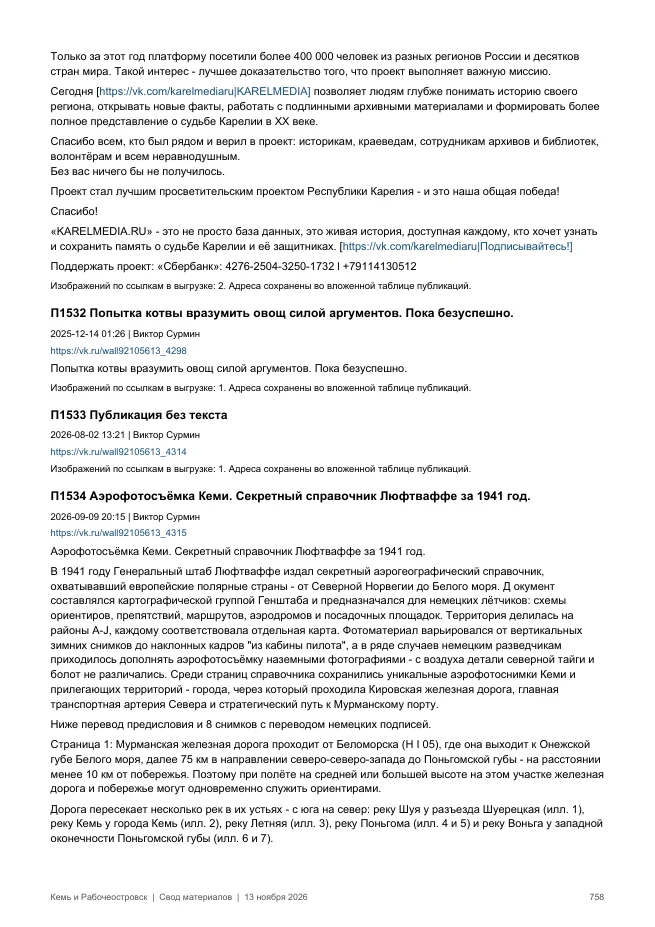 Только за этот год платформу посетили более 400 000 человек из разных регионов России и десятков
стран мира. Такой интерес - лучшее доказательство того, что проект выполняет важную миссию.
Сегодня [https://vk.com/karelmediaru|KARELMEDIA] позволяет людям глубже понимать историю своего
региона, открывать новые факты, работать с подлинными архивными материалами и формировать более
полное представление о судьбе Карелии в XX веке.
Спасибо всем, кто был рядом и верил в проект: историкам, краеведам, сотрудникам архивов и библиотек,
волонтёрам и всем неравнодушным.
Без вас ничего бы не получилось.
Проект стал лучшим просветительским проектом Республики Карелия - и это наша общая победа!
Спасибо!
«KARELMEDIA.RU» - это не просто база данных, это живая история, доступная каждому, кто хочет узнать
и сохранить память о судьбе Карелии и её защитниках. [https://vk.com/karelmediaru|Подписывайтесь!]
Поддержать проект: «Сбербанк»: 4276-2504-3250-1732 I +79114130512
Изображений по ссылкам в выгрузке: 2. Адреса сохранены во вложенной таблице публикаций.
П1532 Попытка котвы вразумить овощ силой аргументов. Пока безуспешно.
2025-12-14 01:26 | Виктор Сурмин
https://vk.ru/wall92105613_4298
Попытка котвы вразумить овощ силой аргументов. Пока безуспешно.
Изображений по ссылкам в выгрузке: 1. Адреса сохранены во вложенной таблице публикаций.
П1533 Публикация без текста
2026-08-02 13:21 | Виктор Сурмин
https://vk.ru/wall92105613_4314
Изображений по ссылкам в выгрузке: 1. Адреса сохранены во вложенной таблице публикаций.
П1534 Аэрофотосъёмка Кеми. Секретный справочник Люфтваффе за 1941 год.
2026-09-09 20:15 | Виктор Сурмин
https://vk.ru/wall92105613_4315
Аэрофотосъёмка Кеми. Секретный справочник Люфтваффе за 1941 год.
В 1941 году Генеральный штаб Люфтваффе издал секретный аэрогеографический справочник,
охватывавший европейские полярные страны - от Северной Норвегии до Белого моря. Д окумент
составлялся картографической группой Генштаба и предназначался для немецких лётчиков: схемы
ориентиров, препятствий, маршрутов, аэродромов и посадочных площадок. Территория делилась на
районы A-J, каждому соответствовала отдельная карта. Фотоматериал варьировался от вертикальных
зимних снимков до наклонных кадров "из кабины пилота", а в ряде случаев немецким разведчикам
приходилось дополнять аэрофотосъёмку наземными фотографиями - с воздуха детали северной тайги и
болот не различались. Среди страниц справочника сохранились уникальные аэрофотоснимки Кеми и
прилегающих территорий - города, через который проходила Кировская железная дорога, главная
транспортная артерия Севера и стратегический путь к Мурманскому порту.
Ниже перевод предисловия и 8 снимков с переводом немецких подписей.
Страница 1: Мурманская железная дорога проходит от Беломорска (H I 05), где она выходит к Онежской
губе Белого моря, далее 75 км в направлении северо-северо-запада до Поньгомской губы - на расстоянии
менее 10 км от побережья. Поэтому при полёте на средней или большей высоте на этом участке железная
дорога и побережье могут одновременно служить ориентирами.
Дорога пересекает несколько рек в их устьях - с юга на север: реку Шуя у разъезда Шуерецкая (илл. 1),
реку Кемь у города Кемь (илл. 2), реку Летняя (илл. 3), реку Поньгома (илл. 4 и 5) и реку Воньга у западной
оконечности Поньгомской губы (илл. 6 и 7).
Кемь и Рабочеостровск | Свод материалов | 13 ноября 2026
758